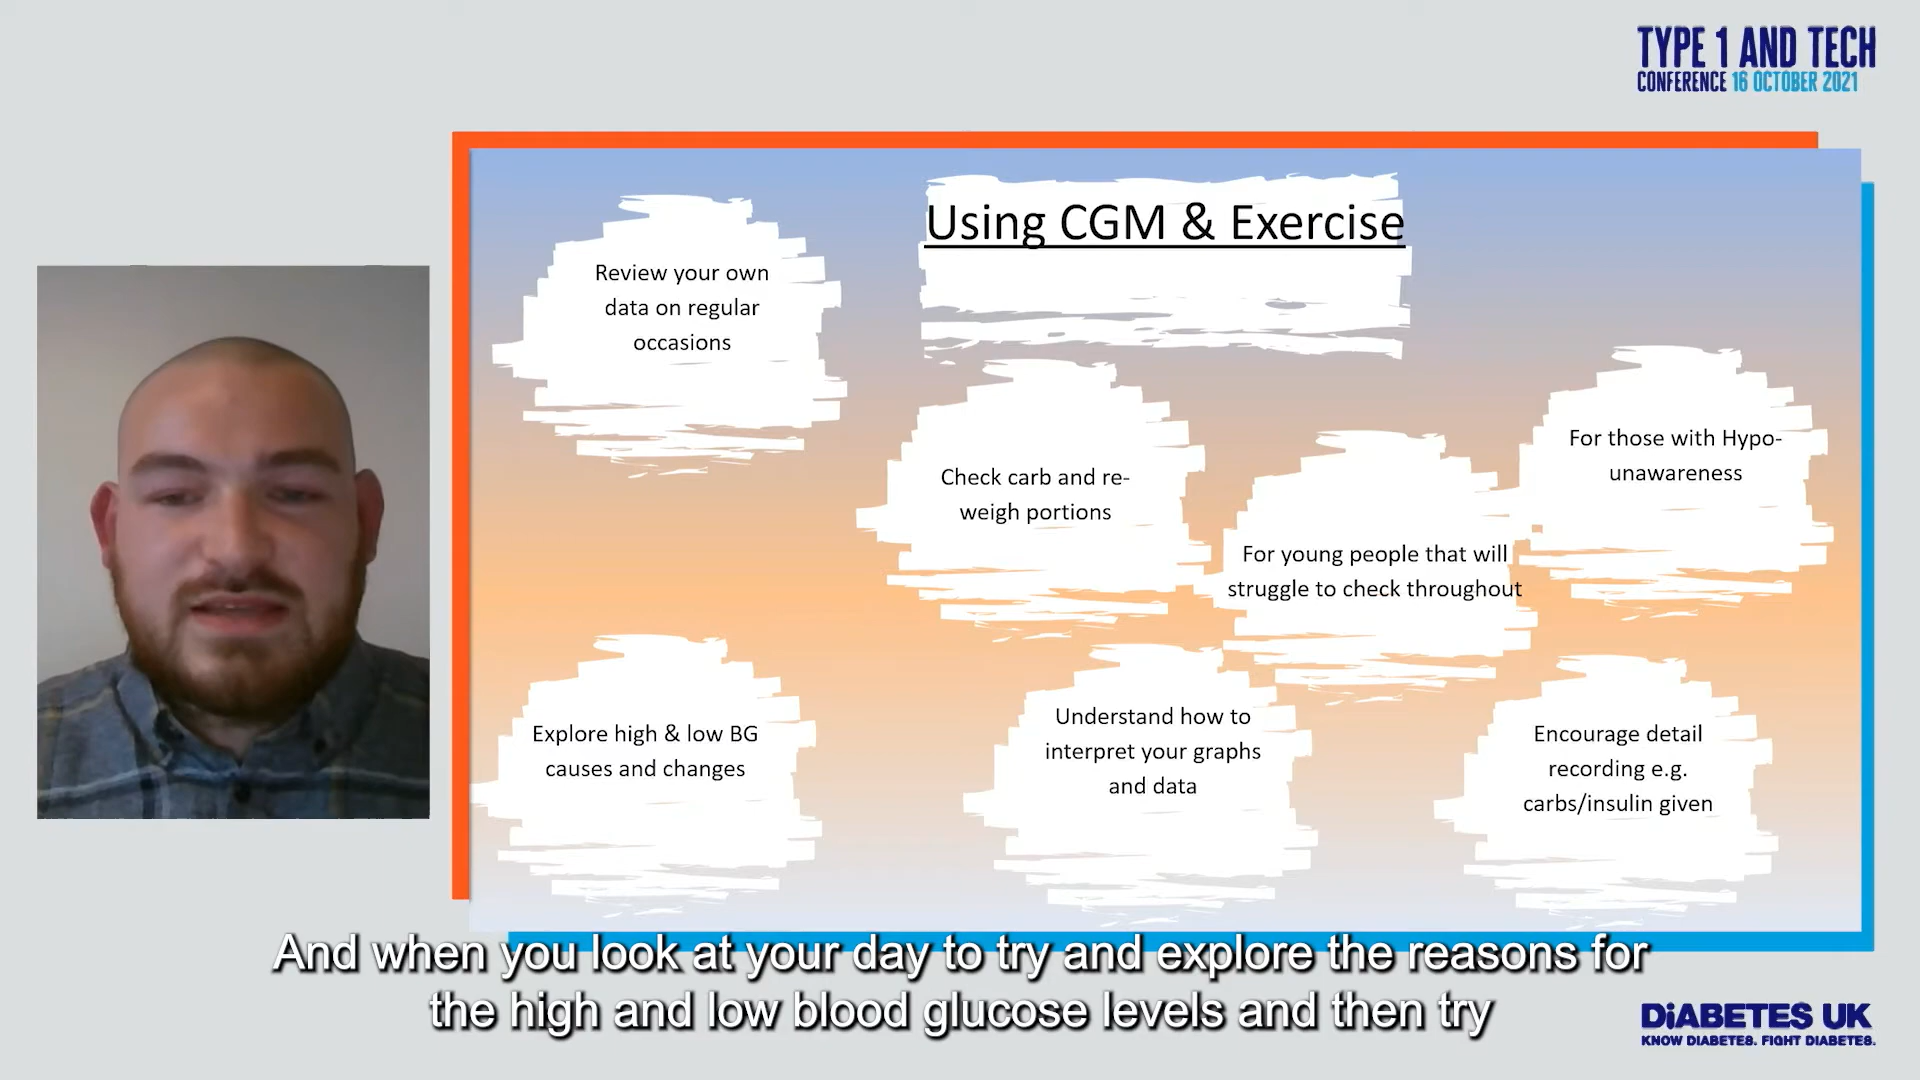 TYPE 1 AND TECH
CONFERENCE 16 OCTOBER 2021
Using CGM & Exercise
Review your own
data on regular
occasions
Check carb and re-
weigh portions
For those with Hypo-
unawareness
For young people that will
struggle to check throughout
Explore high & low BG
causes and changes
Understand how to
interpret your graphs
and data
Encourage detail
recording e.g.
carbs/insulin given
And when you look at your day to try and explore the reasons for
the high and low blood glucose levels and then try
DiABETES UK
KNOW DIABETES. FIGHT DIABETES.